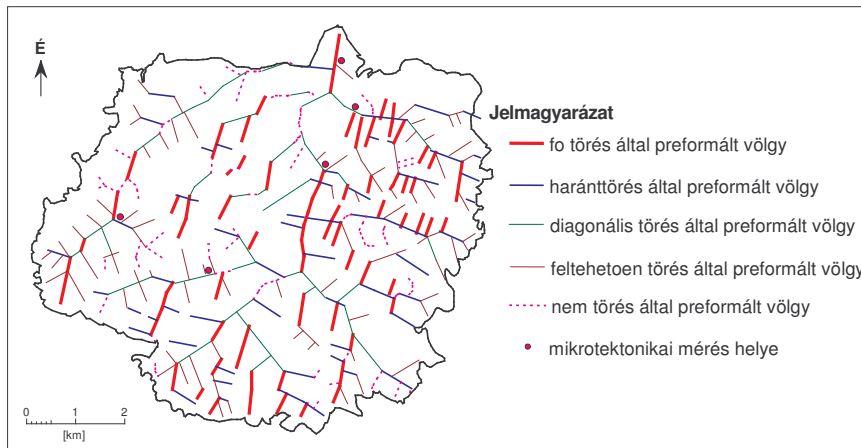 É
Jelmagyarázat
fo törés által preformált völgy
haránttörés által preformált völgy
diagonális törés által preformált völgy
feltehetoen törés által preformált völgy
nem törés által preformált völgy
mikrotektonikai mérés helye
0 1 2
[km]